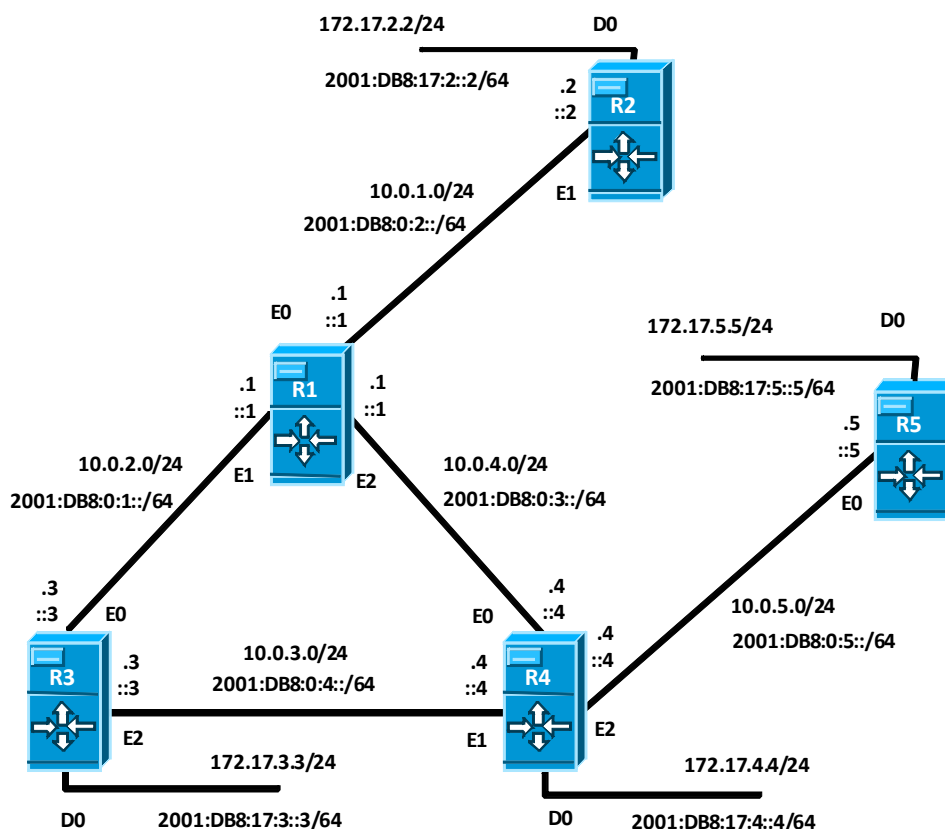 172.17.2.2/24
D0
2001:DB8:17:2::2/64
.2
::2
R2
E1
10.0.1.0/24
2001:DB8:0:2::/64
.1
::1
E0
172.17.5.5/24
D0
2001:DB8:17:5::5/64
.5
::5
R5
E0
.1
::1
R1
.1
::1
E1
E2
10.0.2.0/24
2001:DB8:0:1::/64
10.0.4.0/24
2001:DB8:0:3::/64
.3
::3
E0
.4
::4
E0
10.0.5.0/24
2001:DB8:0:5::/64
R3
.3
::3
E2
10.0.3.0/24
2001:DB8:0:4::/64
.4
::4
R4
.4
::4
E1
E2
172.17.3.3/24
D0
2001:DB8:17:3::3/64
172.17.4.4/24
D0
2001:DB8:17:4::4/64